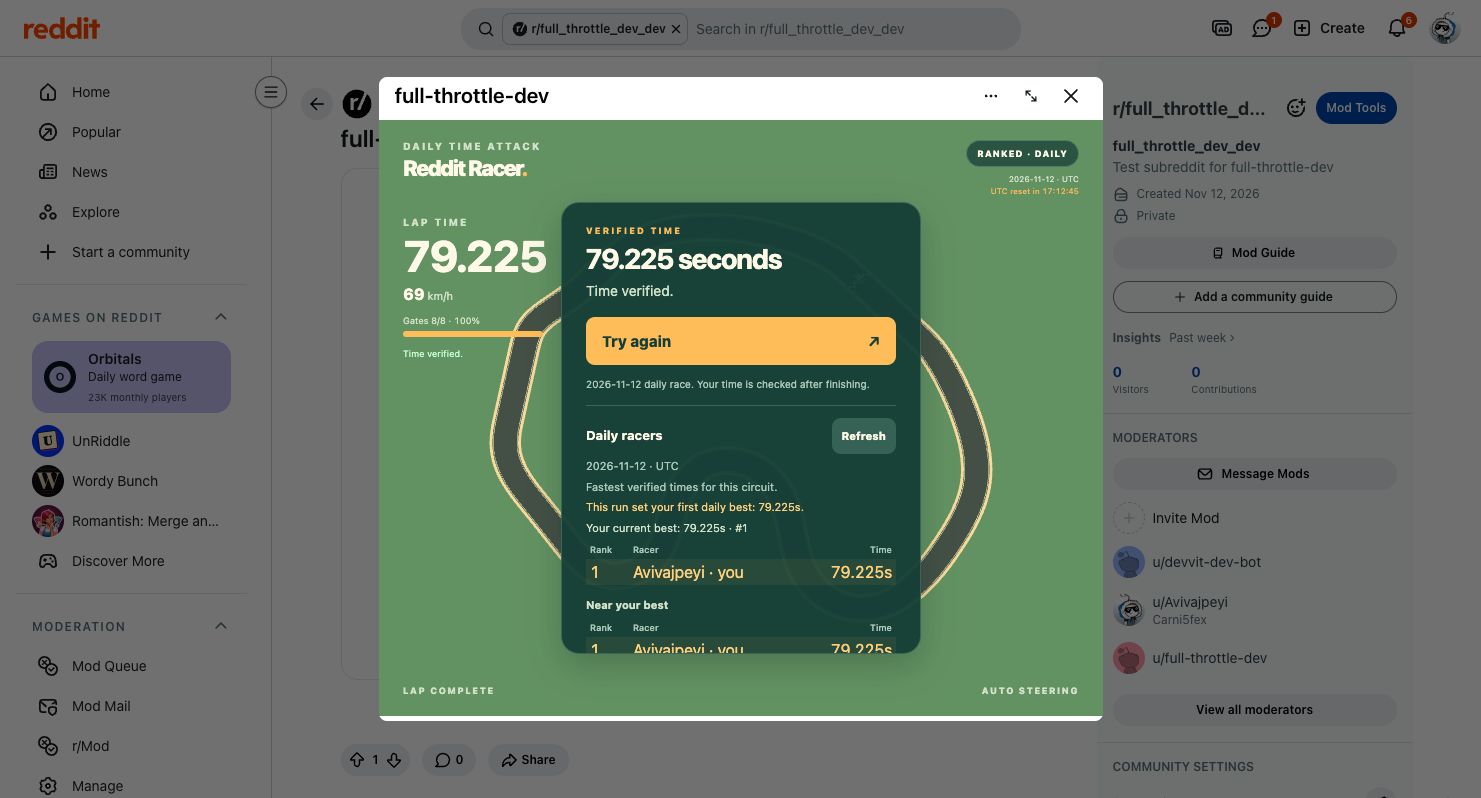 reddit
r/full_throttle_dev_dev
Search in r/full_throttle_dev_dev
AD
1
Create
6
Home
Popular
News
Explore
Start a community
GAMES ON REDDIT
Orbitals
Daily word game
23K monthly players
UnRiddle
Wordy Bunch
Romantish: Merge an...
Discover More
MODERATION
Mod Queue
Mod Mail
r/Mod
Manage
r/
full-
full-throttle-dev
DAILY TIME ATTACK
Reddit Racer.
RANKED · DAILY
2026-11-12 · UTC
UTC reset in 17:12:45
LAP TIME
79.225
69 km/h
Gates 8/8 · 100%
Time verified.
VERIFIED TIME
79.225 seconds
Time verified.
Try again
2026-11-12 daily race. Your time is checked after finishing.
Daily racers
Refresh
2026-11-12 · UTC
Fastest verified times for this circuit.
This run set your first daily best: 79.225s.
Your current best: 79.225s · #1
Rank Racer Time
1 Avivajpeyi · you 79.225s
Near your best
Rank Racer Time
1 Avivajpeyi · you 79.225s
LAP COMPLETE
AUTO STEERING
1
0
Share
r/full_throttle_d...
Mod Tools
full_throttle_dev_dev
Test subreddit for full-throttle-dev
Created Nov 12, 2026
Private
Mod Guide
Add a community guide
Insights Past week
0 0
Visitors Contributions
MODERATORS
Message Mods
Invite Mod
u/devvit-dev-bot
u/Avivajpeyi
Carni5fex
u/full-throttle-dev
View all moderators
COMMUNITY SETTINGS